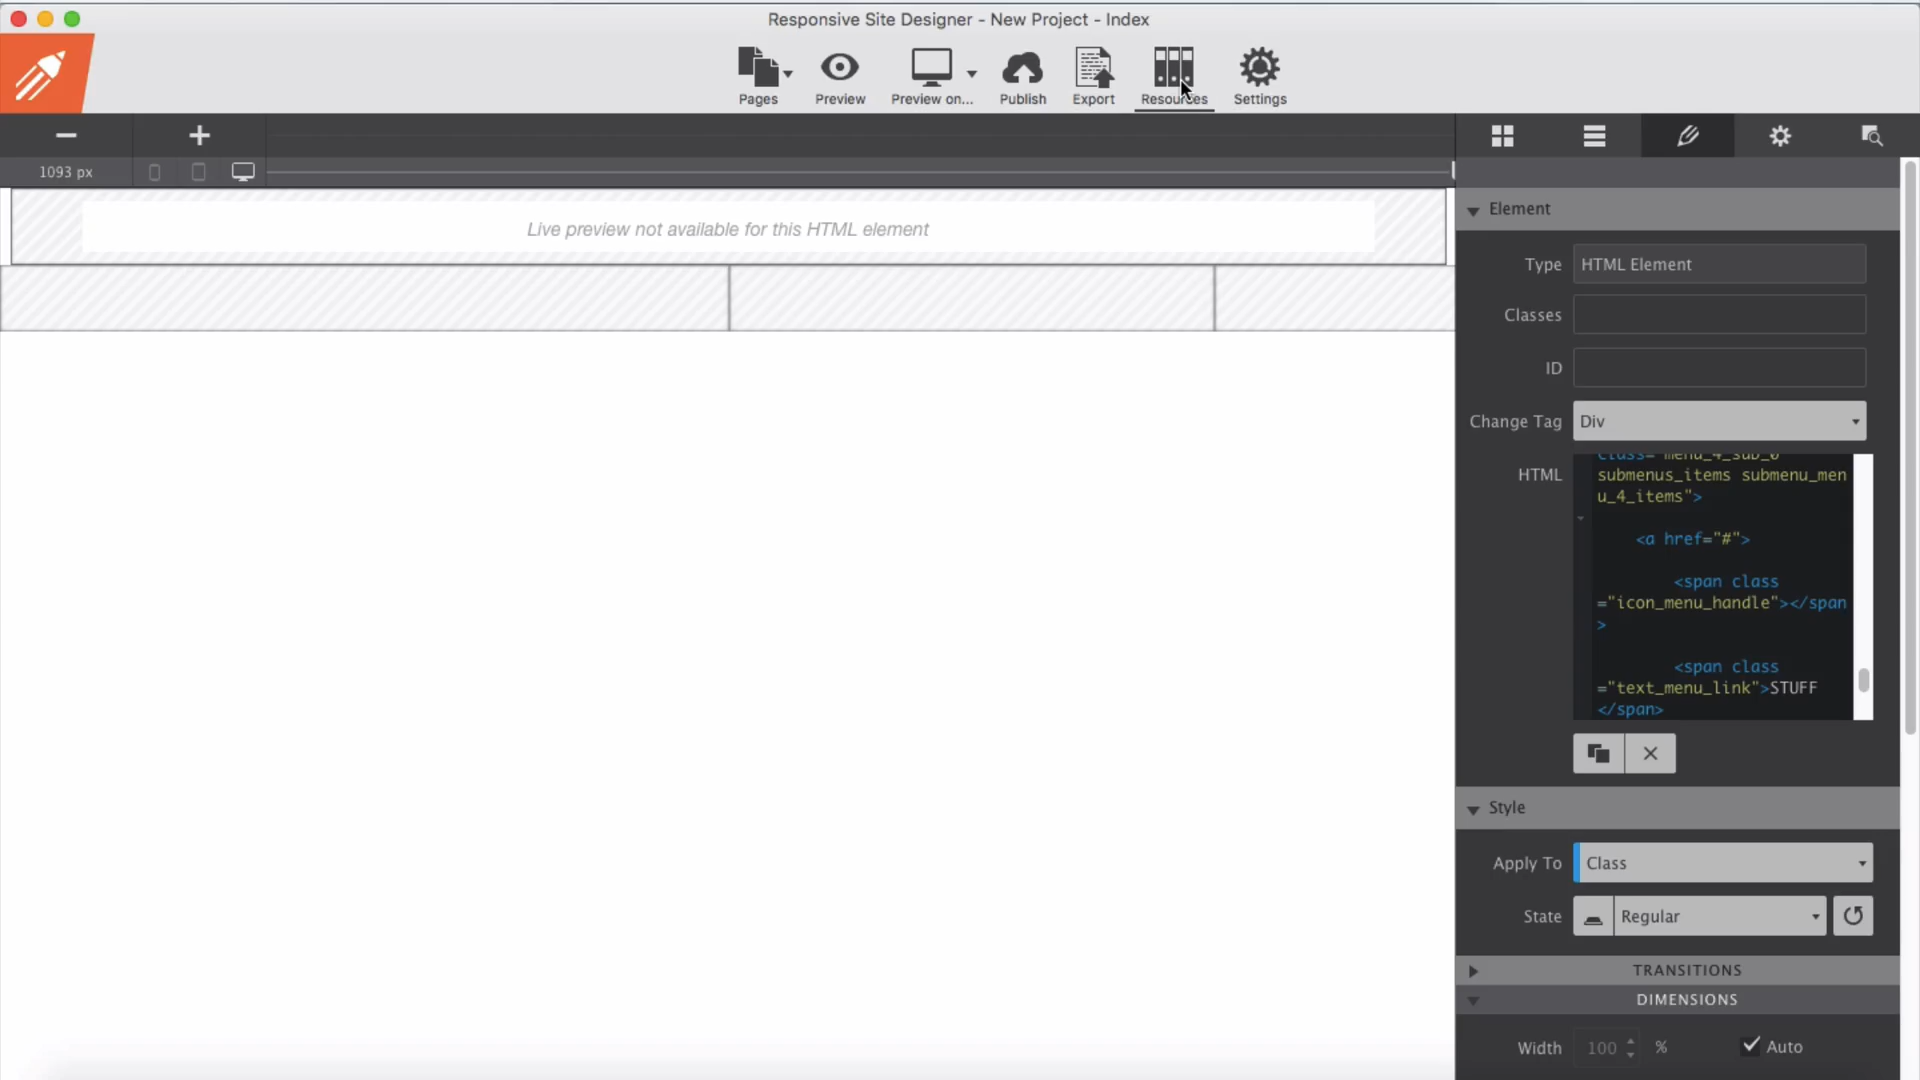 Responsive Site Designer - New Project - Index
Pages
Preview
Preview on...
Publish
Export
Resources
Settings
1093 px
Live preview not available for this HTML element
Element
Type
HTML Element
Classes
ID
Change Tag
Div
HTML
class="menu_4_sub_0
submenus_items submenu_men
u_4_items">
<a href="#">
<span class
="icon_menu_handle"></span
>
<span class
="text_menu_link">STUFF
</span>
Style
Apply To
Class
State
Regular
TRANSITIONS
DIMENSIONS
Width
100
%
Auto